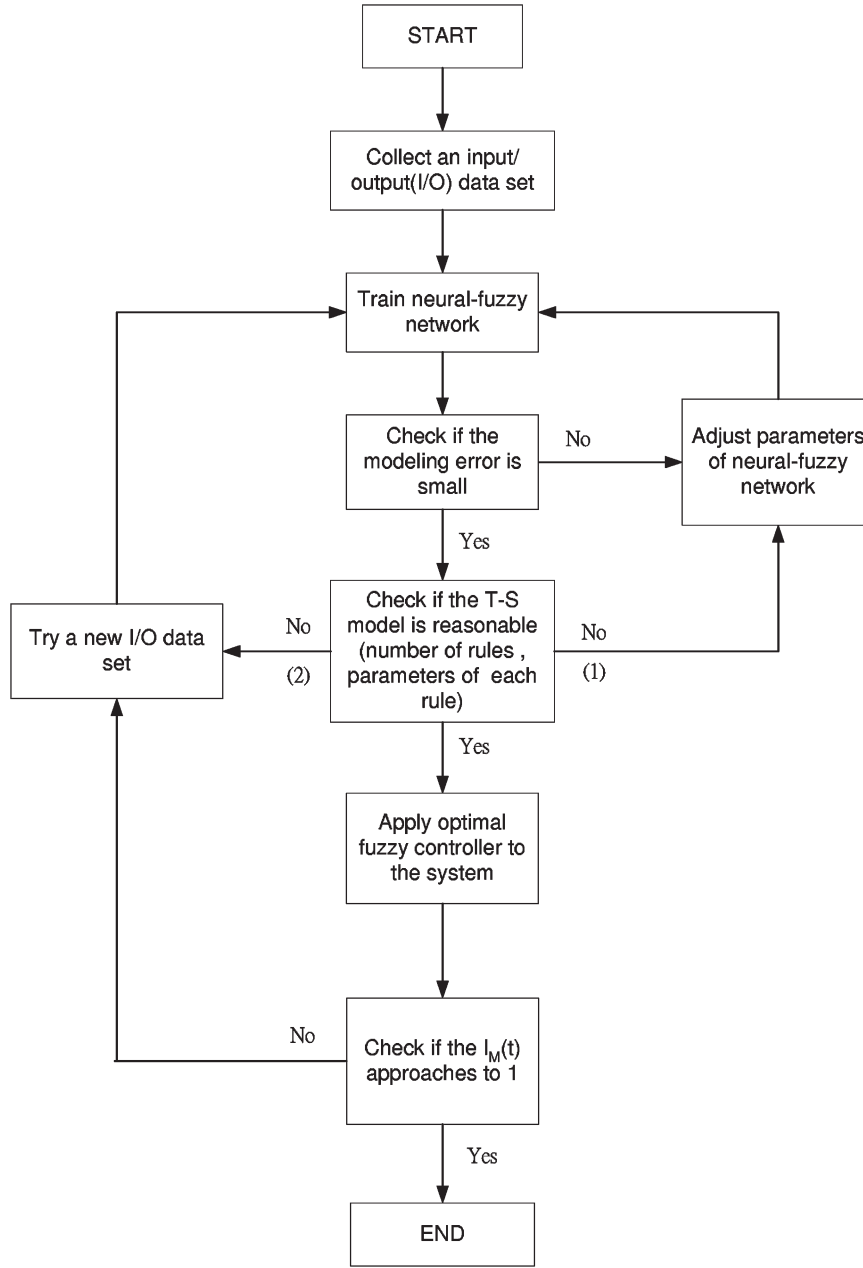 START
Collect an input/
output(I/O) data set
Train neural-fuzzy
network
Check if the
modeling error is
small
No
Adjust parameters
of neural-fuzzy
network
Yes
Try a new I/O data
set
No
(2)
Check if the T-S
model is reasonable
(number of rules ,
parameters of each
rule)
No
(1)
Yes
Apply optimal
fuzzy controller to
the system
No
Check if the I_M(t)
approaches to 1
Yes
END